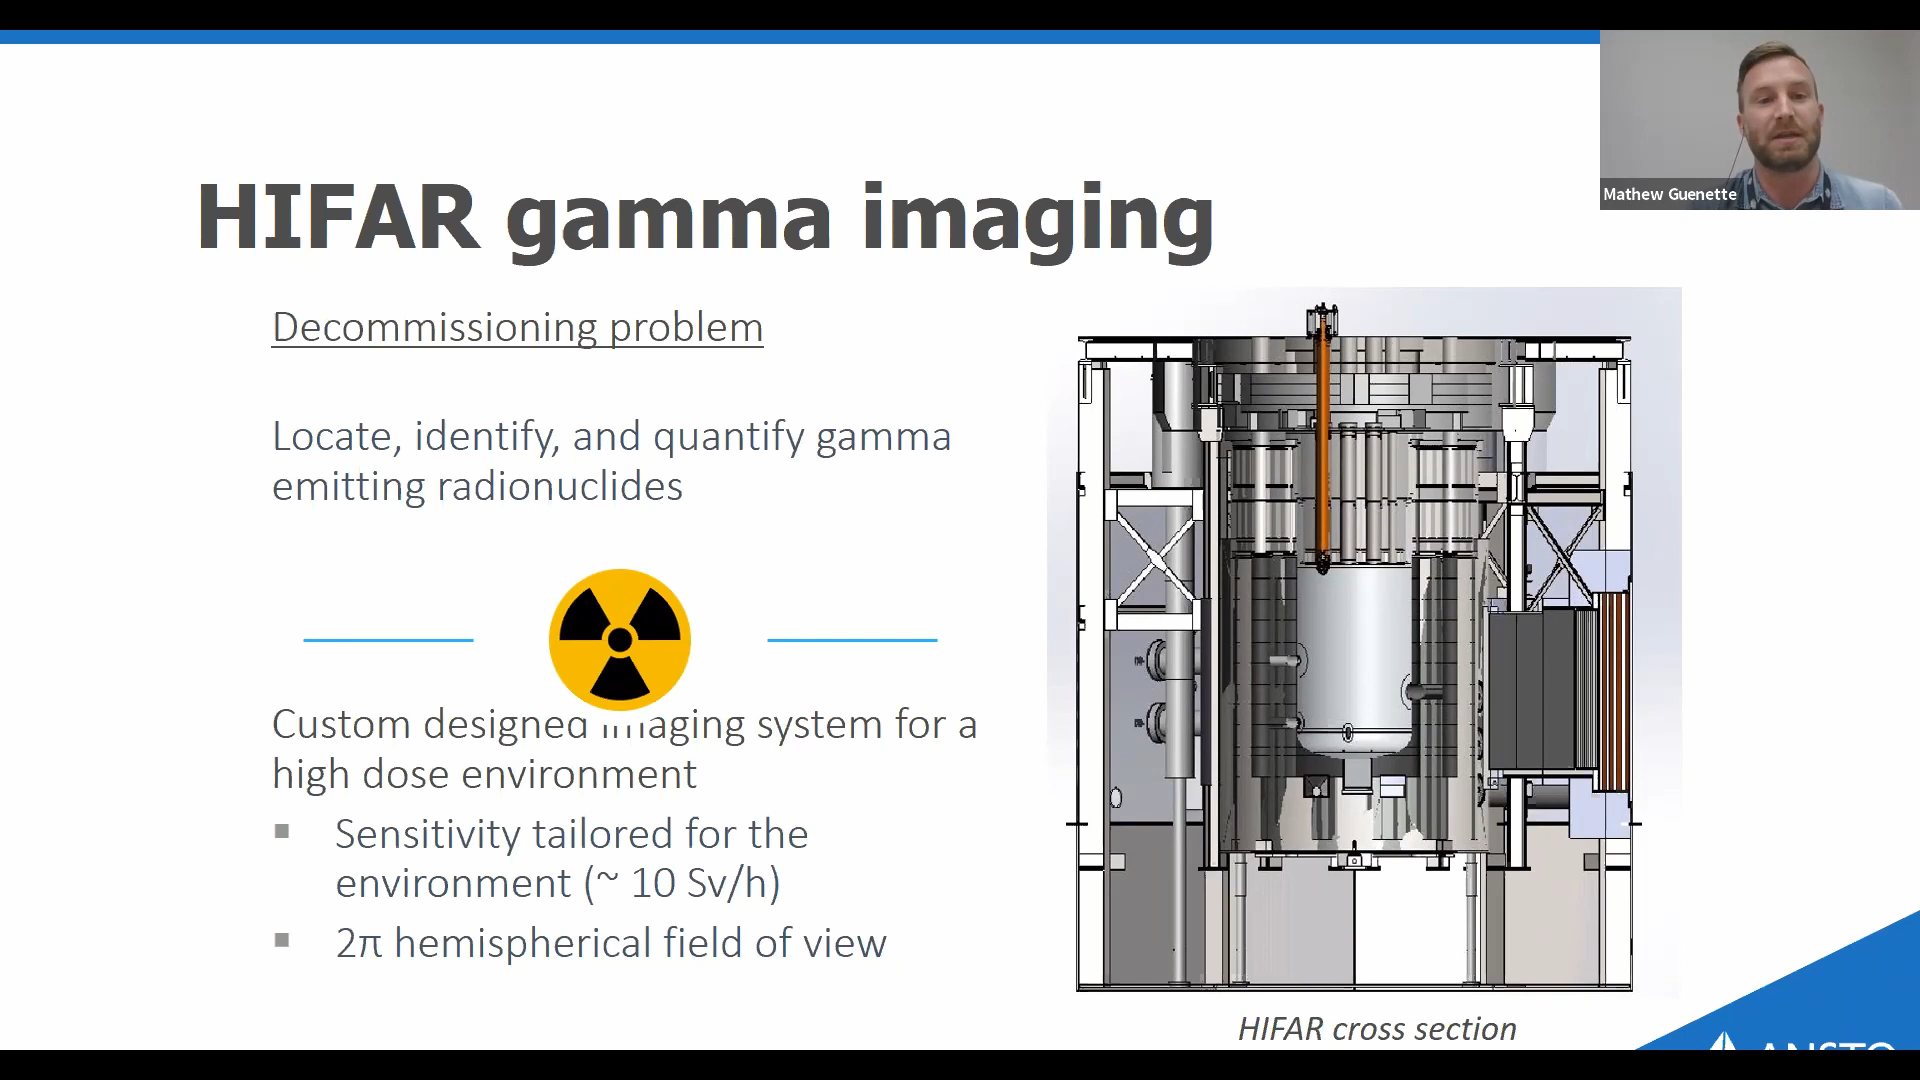 Mathew Guenette
HIFAR gamma imaging
Decommissioning problem
Locate, identify, and quantify gamma
emitting radionuclides
Custom designed imaging system for a
high dose environment
▪ Sensitivity tailored for the
environment (~ 10 Sv/h)
▪ 2π hemispherical field of view
HIFAR cross section
ANSTO